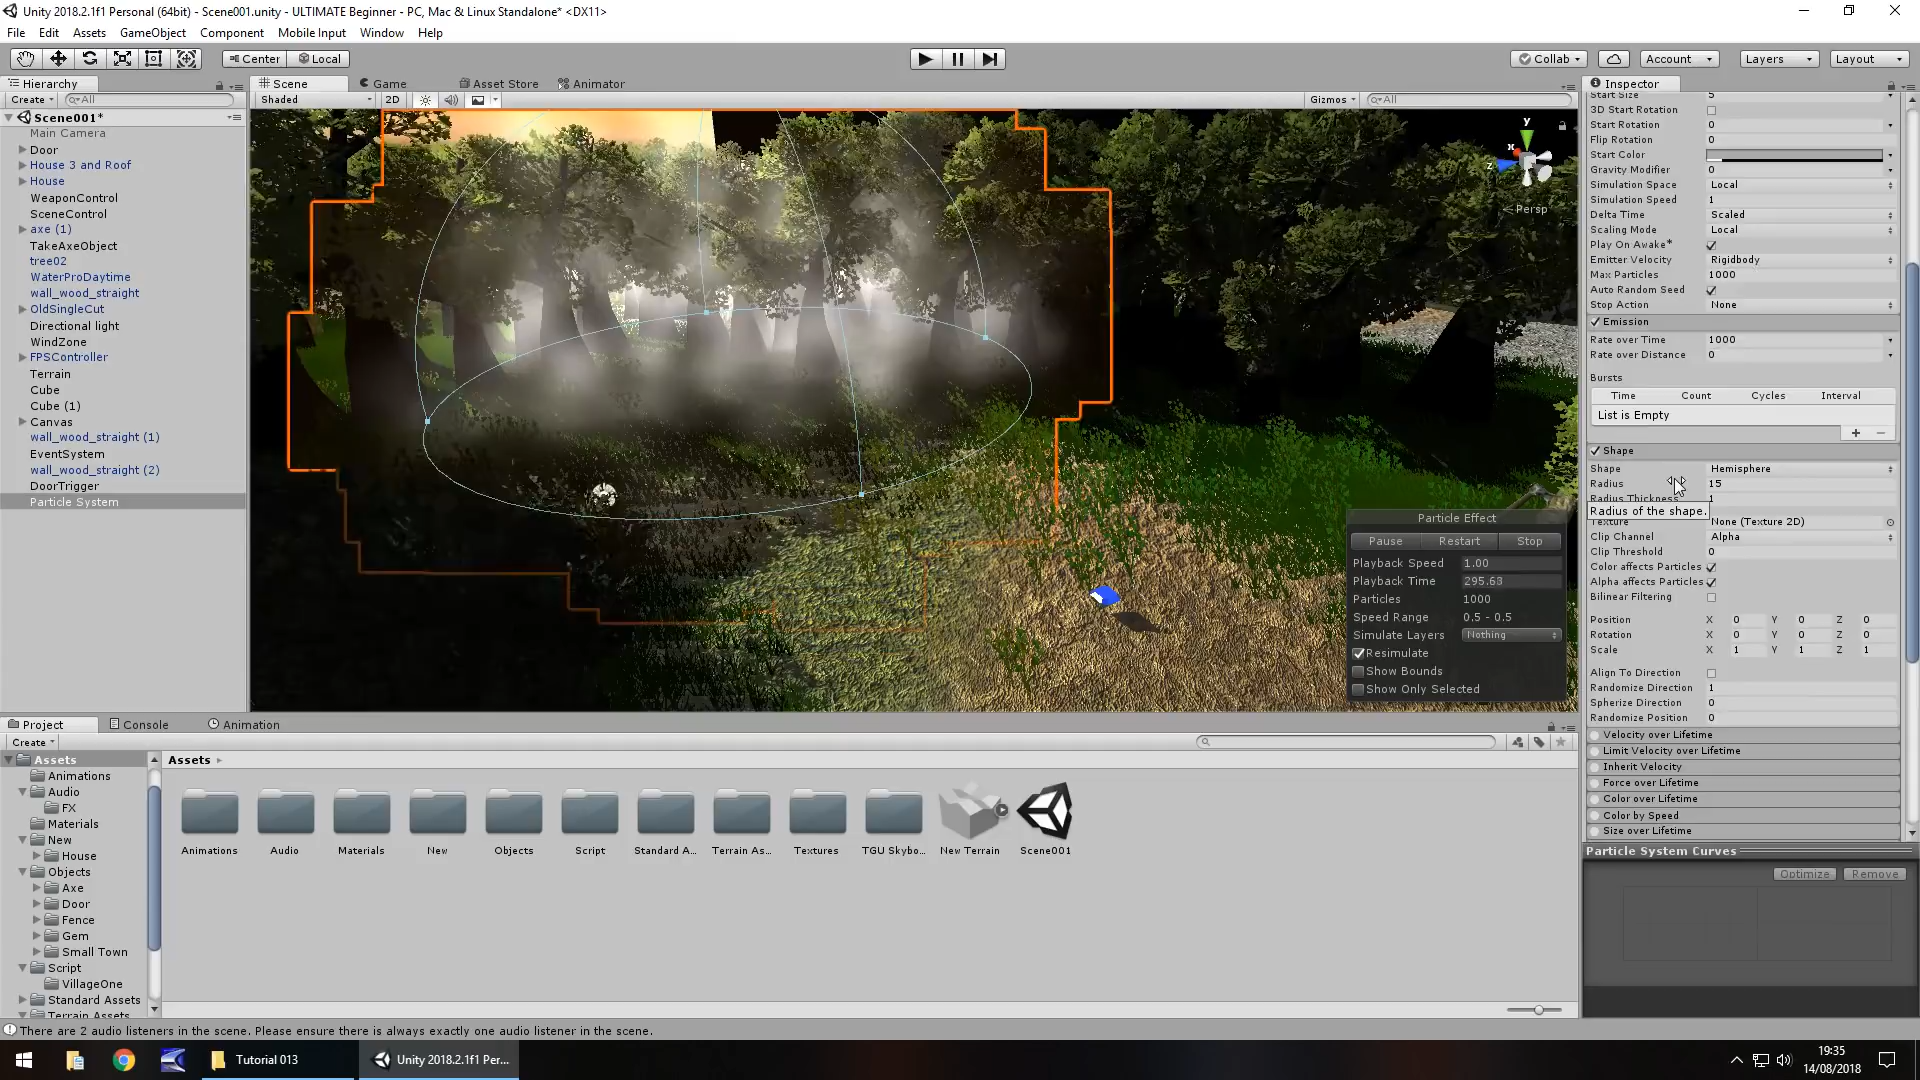 Unity 2018.2.1f1 Personal (64bit) - Scene001.unity - ULTIMATE Beginner - PC, Mac & Linux Standalone* <DX11>
File Edit Assets GameObject Component Mobile Input Window Help
Center Local Collab Account Layers Layout
Hierarchy
Create All
Scene001*
Main Camera
Door
House 3 and Roof
House
WeaponControl
SceneControl
axe (1)
TakeAxeObject
tree02
WaterProDaytime
wall_wood_straight
OldSingleCut
Directional light
WindZone
FPSController
Terrain
Cube
Cube (1)
Canvas
wall_wood_straight (1)
EventSystem
wall_wood_straight (2)
DoorTrigger
Particle System
Scene Game Asset Store Animator
Shaded 2D Gizmos All
y
x
z
Persp
Particle Effect
Pause Restart Stop
Playback Speed 1.00
Playback Time 295.63
Particles 1000
Speed Range 0.5 - 0.5
Simulate Layers Nothing
Resimulate
Show Bounds
Show Only Selected
Inspector
Start Size 5
3D Start Rotation
Start Rotation 0
Flip Rotation 0
Start Color
Gravity Modifier 0
Simulation Space Local
Simulation Speed 1
Delta Time Scaled
Scaling Mode Local
Play On Awake*
Emitter Velocity Rigidbody
Max Particles 1000
Auto Random Seed
Stop Action None
Emission
Rate over Time 1000
Rate over Distance 0
Bursts
Time Count Cycles Interval
List is Empty
+ -
Shape
Shape Hemisphere
Radius 15
Radius Thickness 1
Radius of the shape.
Texture None (Texture 2D)
Clip Channel Alpha
Clip Threshold 0
Color affects Particles
Alpha affects Particles
Bilinear Filtering
Position X 0 Y 0 Z 0
Rotation X 0 Y 0 Z 0
Scale X 1 Y 1 Z 1
Align To Direction
Randomize Direction 1
Spherize Direction 0
Randomize Position 0
Velocity over Lifetime
Limit Velocity over Lifetime
Inherit Velocity
Force over Lifetime
Color over Lifetime
Color by Speed
Size over Lifetime
Particle System Curves
Optimize Remove
Project Console Animation
Create
Assets
Animations
Audio
FX
Materials
New
House
Objects
Axe
Door
Fence
Gem
Small Town
Script
VillageOne
Standard Assets
Terrain Assets
Assets
Animations Audio Materials New Objects Script Standard A... Terrain As... Textures TGU Skybo... New Terrain Scene001
There are 2 audio listeners in the scene. Please ensure there is always exactly one audio listener in the scene.
Tutorial 013
Unity 2018.2.1f1 Per...
19:35
14/08/2018